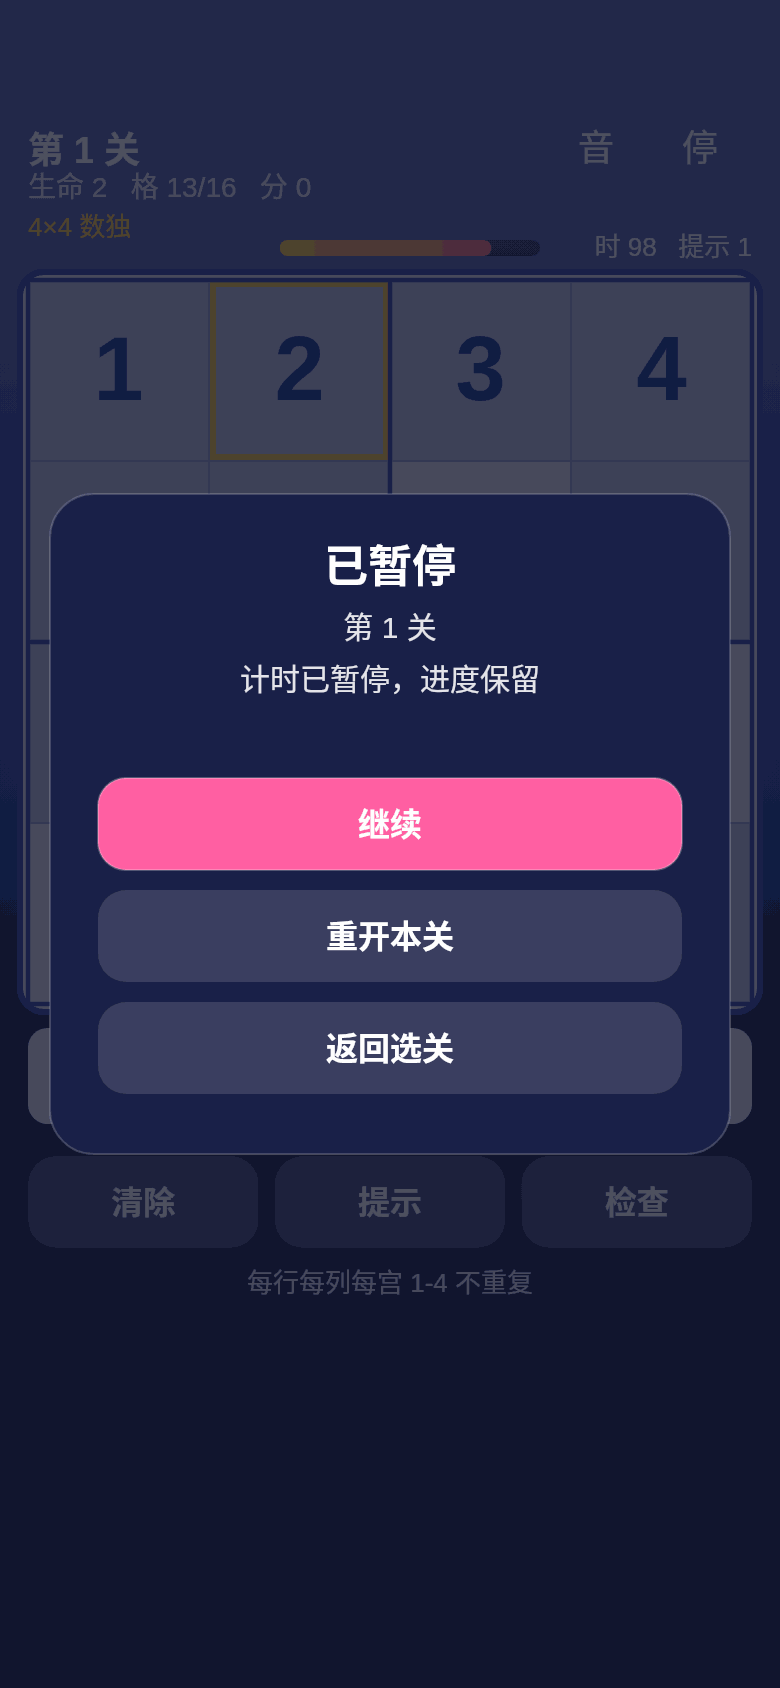 第 1 关
音 停
生命 2 格 13/16 分 0
4×4 数独
时 98 提示 1
1 2 3 4
已暂停
第 1 关
计时已暂停，进度保留
继续
重开本关
返回选关
清除 提示 检查
每行每列每宫 1-4 不重复